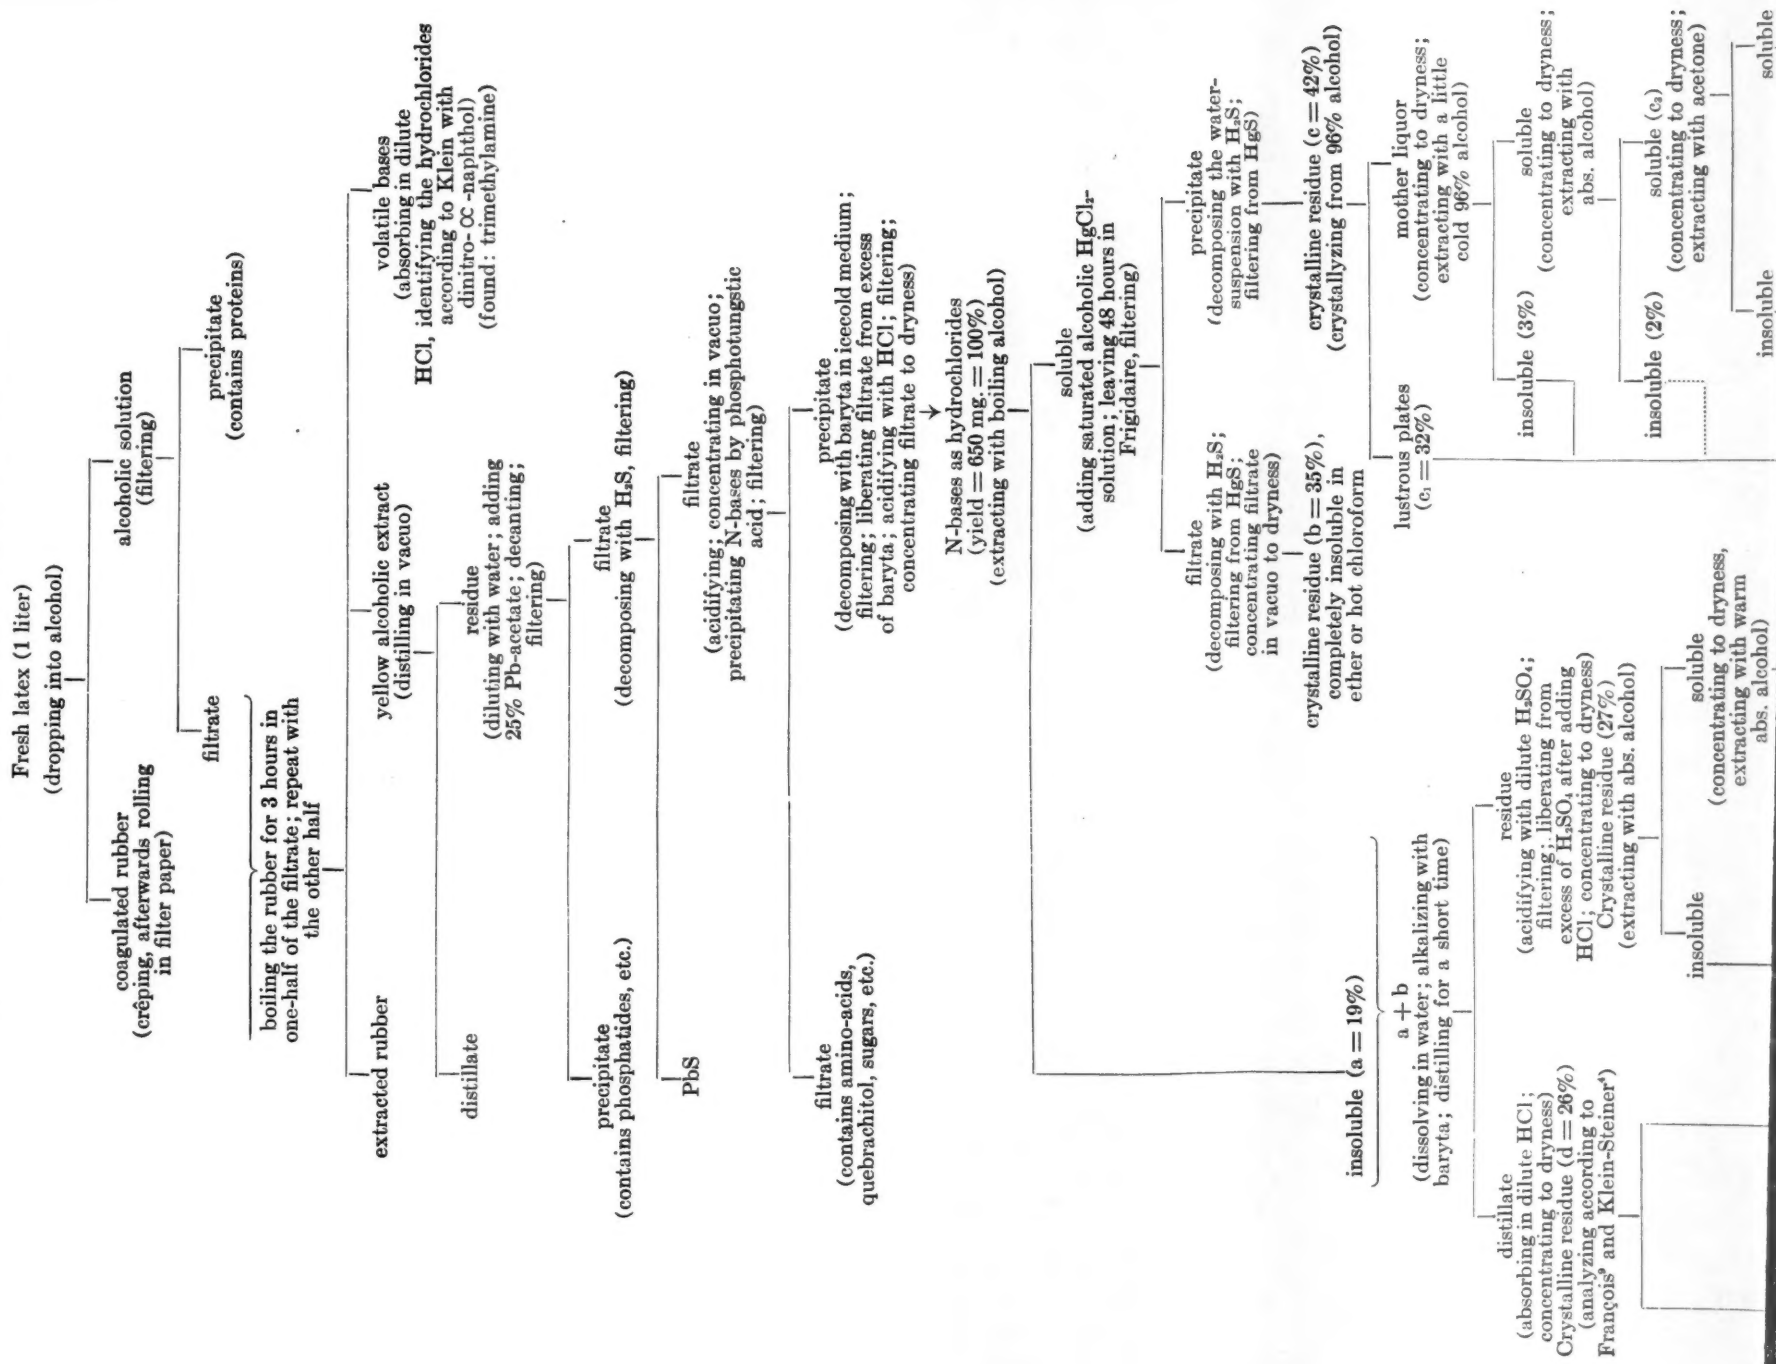 Fresh latex (1 liter)
(dropping into alcohol)
coagulated rubber
(crêping, afterwards rolling
in filter paper)
alcoholic solution
(filtering)
filtrate
precipitate
(contains proteins)
boiling the rubber for 3 hours in
one-half of the filtrate; repeat with
the other half
extracted rubber
yellow alcoholic extract
(distilling in vacuo)
volatile bases
(absorbing in dilute
HCl, identifying the hydrochlorides
according to Klein with
dinitro-∝-naphthol)
(found: trimethylamine)
distillate
residue
(diluting with water; adding
25% Pb-acetate; decanting;
filtering)
precipitate
(contains phosphatides, etc.)
filtrate
(decomposing with H₂S, filtering)
PbS
filtrate
(acidifying; concentrating in vacuo;
precipitating N-bases by phosphotungstic
acid; filtering)
filtrate
(contains amino-acids,
quebrachitol, sugars, etc.)
precipitate
(decomposing with baryta in icecold medium;
filtering; liberating filtrate from excess
of baryta; acidifying with HCl; filtering;
concentrating filtrate to dryness)
N-bases as hydrochlorides
(yield = 650 mg. = 100%)
(extracting with boiling alcohol)
insoluble (a = 19%)
soluble
(adding saturated alcoholic HgCl₂-
solution; leaving 48 hours in
Frigidaire, filtering)
filtrate
(decomposing with H₂S;
filtering from HgS;
concentrating filtrate
in vacuo to dryness)
crystalline residue (b = 35%),
completely insoluble in
ether or hot chloroform
precipitate
(decomposing the water-
suspension with H₂S;
filtering from HgS)
crystalline residue (c = 42%)
(crystallyzing from 96% alcohol)
a + b
(dissolving in water; alkalizing with
baryta; distilling for a short time)
lustrous plates
(c₁ = 32%)
mother liquor
(concentrating to dryness;
extracting with a little
cold 96% alcohol)
distillate
(absorbing in dilute HCl;
concentrating to dryness)
Crystalline residue (d = 26%)
(analyzing according to
François⁹ and Klein-Steiner⁴)
residue
(acidifying with dilute H₂SO₄;
filtering; liberating from
excess of H₂SO₄ after adding
HCl; concentrating to dryness)
Crystalline residue (27%)
(extracting with abs. alcohol)
insoluble (3%)
soluble
(concentrating to dryness;
extracting with
abs. alcohol)
insoluble (2%)
soluble (c₂)
(concentrating to dryness;
extracting with acetone)
insoluble
soluble
(concentrating to dryness,
extracting with warm
abs. alcohol)
insoluble
soluble